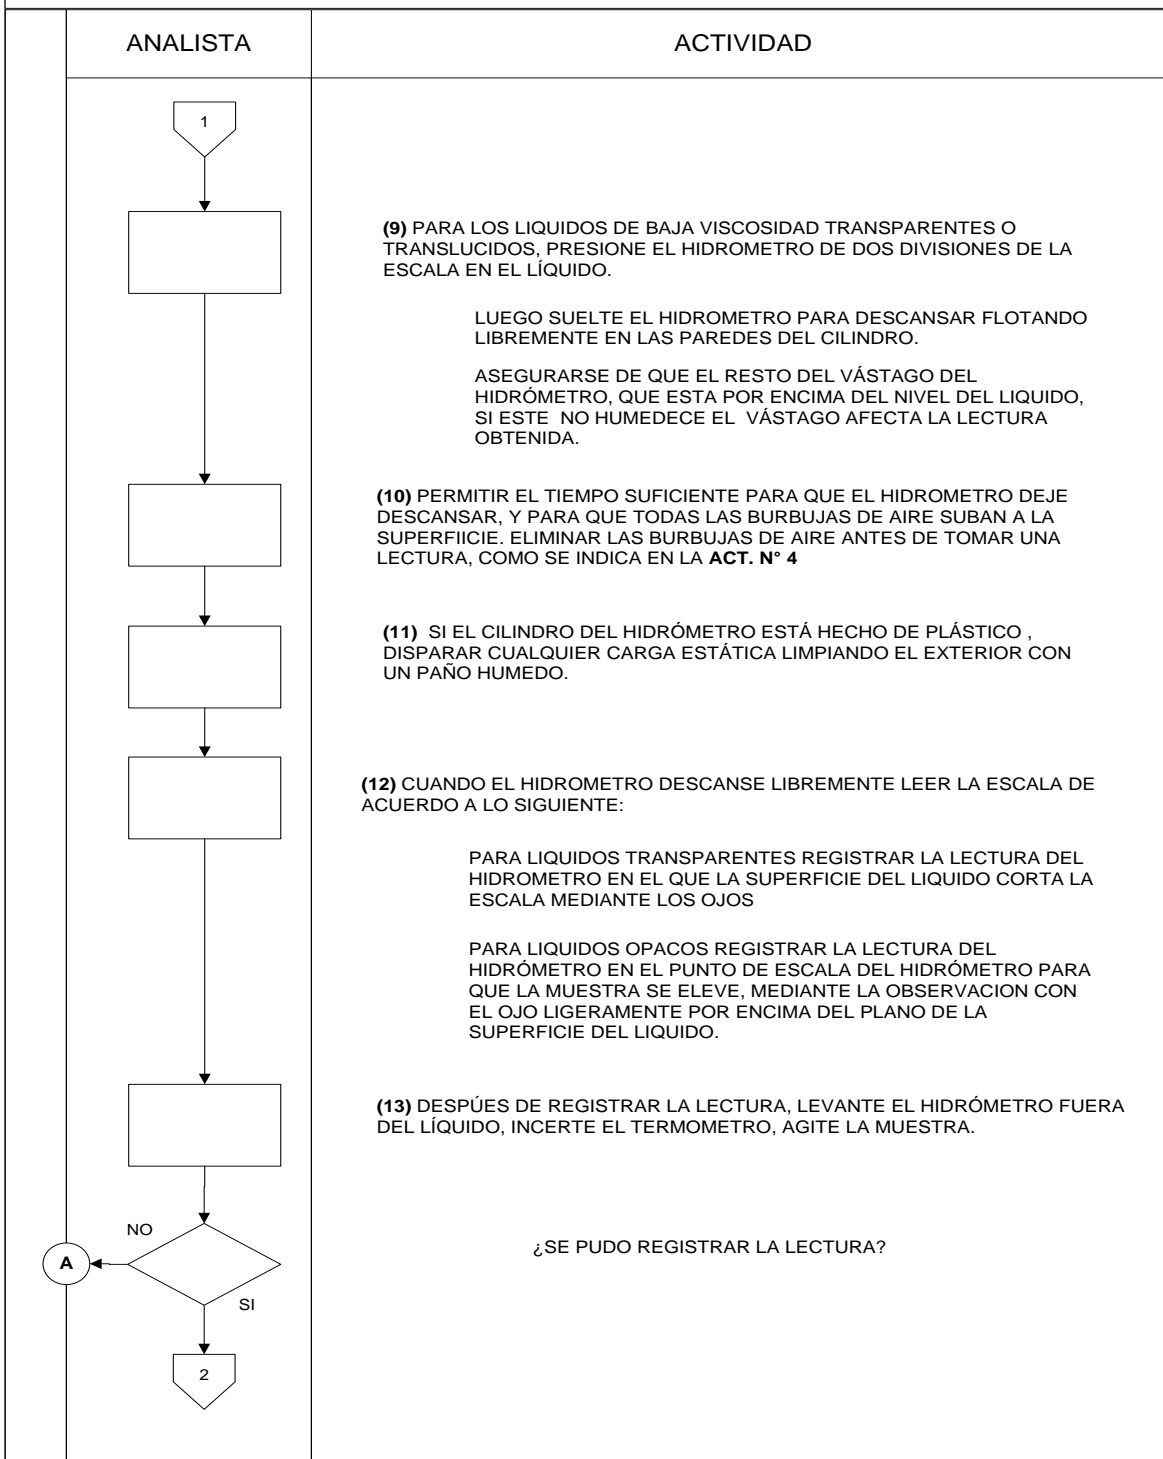 ANALISTA
ACTIVIDAD
1
(9) PARA LOS LIQUIDOS DE BAJA VISCOSIDAD TRANSPARENTES O
TRANSLUCIDOS, PRESIONE EL HIDROMETRO DE DOS DIVISIONES DE LA
ESCALA EN EL LÍQUIDO.
LUEGO SUELTE EL HIDROMETRO PARA DESCANSAR FLOTANDO
LIBREMENTE EN LAS PAREDES DEL CILINDRO.
ASEGURARSE DE QUE EL RESTO DEL VÁSTAGO DEL
HIDRÓMETRO, QUE ESTA POR ENCIMA DEL NIVEL DEL LIQUIDO,
SI ESTE NO HUMEDECE EL VÁSTAGO AFECTA LA LECTURA
OBTENIDA.
(10) PERMITIR EL TIEMPO SUFICIENTE PARA QUE EL HIDROMETRO DEJE
DESCANSAR, Y PARA QUE TODAS LAS BURBUJAS DE AIRE SUBAN A LA
SUPERFIICIE. ELIMINAR LAS BURBUJAS DE AIRE ANTES DE TOMAR UNA
LECTURA, COMO SE INDICA EN LA ACT. N° 4
(11) SI EL CILINDRO DEL HIDRÓMETRO ESTÁ HECHO DE PLÁSTICO ,
DISPARAR CUALQUIER CARGA ESTÁTICA LIMPIANDO EL EXTERIOR CON
UN PAÑO HUMEDO.
(12) CUANDO EL HIDROMETRO DESCANSE LIBREMENTE LEER LA ESCALA DE
ACUERDO A LO SIGUIENTE:
PARA LIQUIDOS TRANSPARENTES REGISTRAR LA LECTURA DEL
HIDROMETRO EN EL QUE LA SUPERFICIE DEL LIQUIDO CORTA LA
ESCALA MEDIANTE LOS OJOS
PARA LIQUIDOS OPACOS REGISTRAR LA LECTURA DEL
HIDRÓMETRO EN EL PUNTO DE ESCALA DEL HIDRÓMETRO PARA
QUE LA MUESTRA SE ELEVE, MEDIANTE LA OBSERVACION CON
EL OJO LIGERAMENTE POR ENCIMA DEL PLANO DE LA
SUPERFICIE DEL LIQUIDO.
(13) DESPÚES DE REGISTRAR LA LECTURA, LEVANTE EL HIDRÓMETRO FUERA
DEL LÍQUIDO, INCERTE EL TERMOMETRO, AGITE LA MUESTRA.
NO
¿SE PUDO REGISTRAR LA LECTURA?
A
SI
2